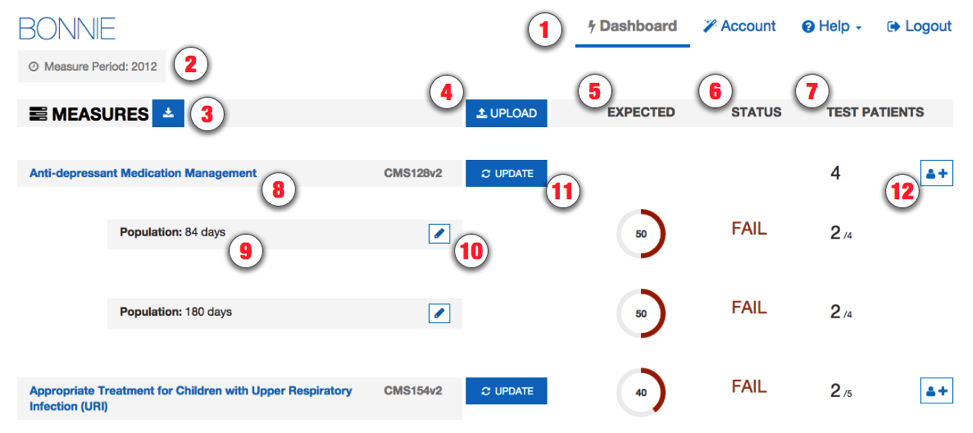 BONNIE
1 Dashboard Account Help Logout
Measure Period: 2012 2
MEASURES 3 4 UPLOAD 5 EXPECTED 6 STATUS 7 TEST PATIENTS
Anti-depressant Medication Management 8 CMS128v2 UPDATE 11 4 12
Population: 84 days 9 10 50 FAIL 2 /4
Population: 180 days 50 FAIL 2 /4
Appropriate Treatment for Children with Upper Respiratory CMS154v2 UPDATE 40 FAIL 2 /5
Infection (URI)